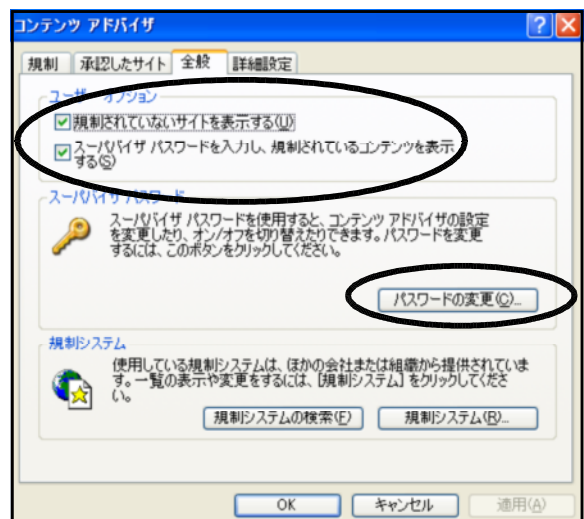 コンテンツ アドバイザ
規制 承認したサイト 全般 詳細設定
ユーザー オプション
規制されていないサイトを表示する(U)
スーパバイザ パスワードを入力し、規制されているコンテンツを表示
する(S)
スーパバイザ パスワード
スーパバイザ パスワードを使用すると、コンテンツ アドバイザの設定
を変更したり、オン/オフを切り替えたりできます。パスワードを変更
するには、このボタンをクリックしてください。
パスワードの変更(C)...
規制システム
使用している規制システムは、ほかの会社または組織から提供されていま
す。一覧の表示や変更をするには、[規制システム] をクリックしてくださ
い。
規制システムの検索(F) 規制システム(R)...
OK キャンセル 適用(A)